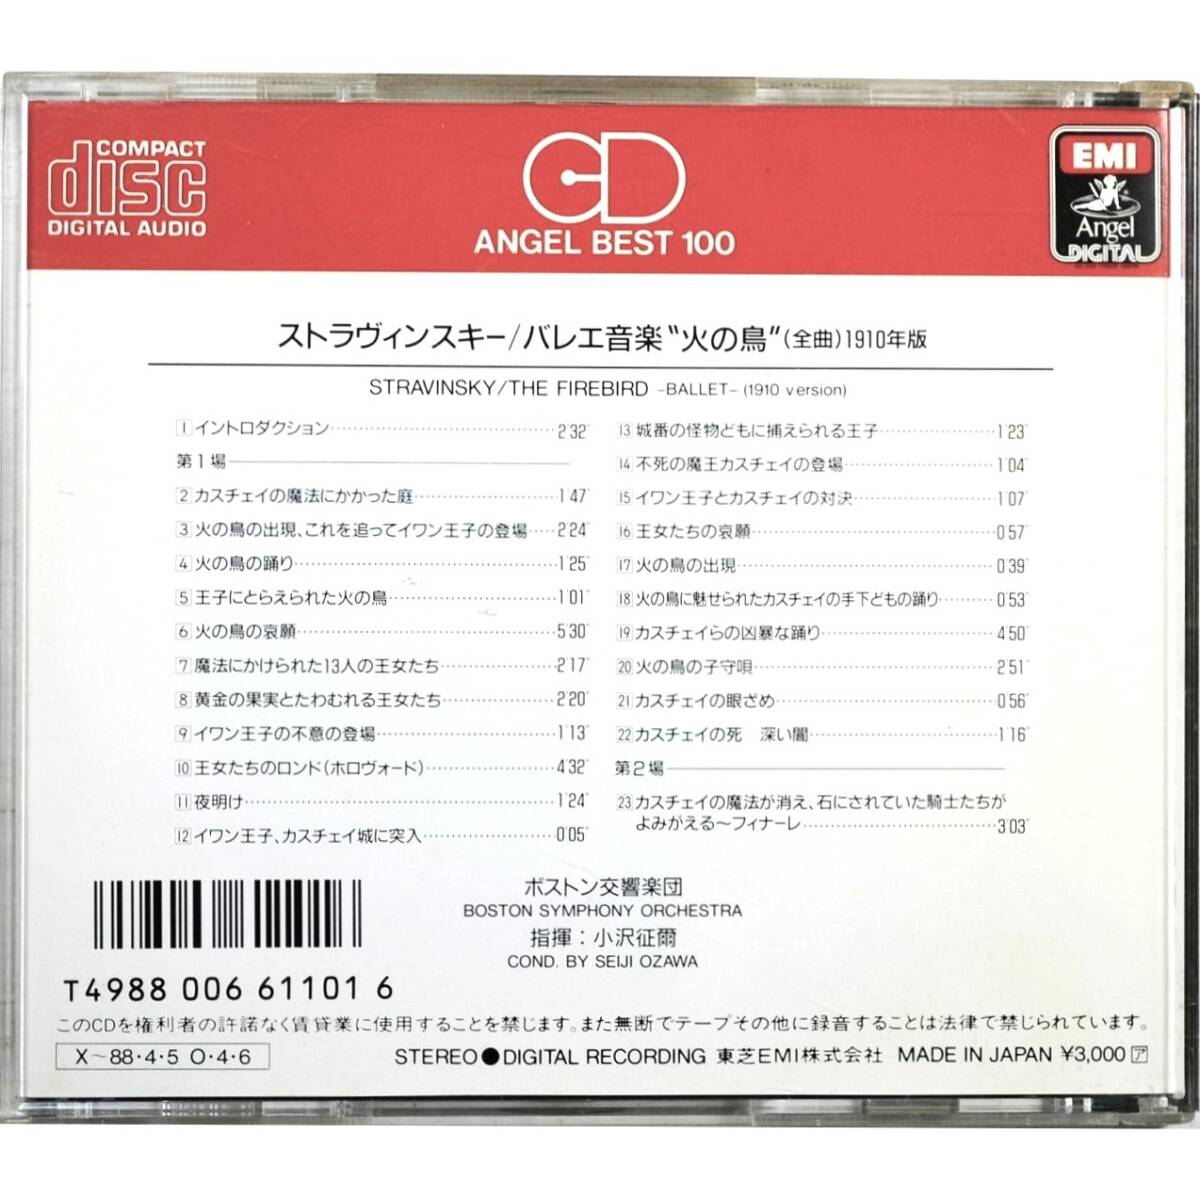 COMPACT
disc
DIGITAL AUDIO
CD
ANGEL BEST 100
EMI
Angel
DIGITAL
ストラヴィンスキー/バレエ音楽“火の鳥”(全曲)1910年版
STRAVINSKY/THE FIREBIRD -BALLET- (1910 version)
1 イントロダクション 2'32"
第1場
2 カスチェイの魔法にかかった庭 1'47"
3 火の鳥の出現、これを追ってイワン王子の登場 2'24"
4 火の鳥の踊り 1'25"
5 王子にとらえられた火の鳥 1'01"
6 火の鳥の哀願 5'30"
7 魔法にかけられた13人の王女たち 2'17"
8 黄金の果実とたわむれる王女たち 2'20"
9 イワン王子の不意の登場 1'13"
10 王女たちのロンド(ホロヴォード) 4'32"
11 夜明け 1'24"
12 イワン王子、カスチェイ城に突入 0'05"
13 城番の怪物どもに捕えられる王子 1'23"
14 不死の魔王カスチェイの登場 1'04"
15 イワン王子とカスチェイの対決 1'07"
16 王女たちの哀願 0'57"
17 火の鳥の出現 0'39"
18 火の鳥に魅せられたカスチェイの手下どもの踊り 0'53"
19 カスチェイらの凶暴な踊り 4'50"
20 火の鳥の子守唄 2'51"
21 カスチェイの眼ざめ 0'56"
22 カスチェイの死 深い闇 1'16"
第2場
23 カスチェイの魔法が消え、石にされていた騎士たちが
よみがえる〜フィナーレ 3'03"
ボストン交響楽団
BOSTON SYMPHONY ORCHESTRA
指揮：小沢征爾
COND. BY SEIJI OZAWA
T4988 006 61101 6
このCDを権利者の許諾なく賃貸業に使用することを禁じます。また無断でテープその他に録音することは法律で禁じられています。
X〜88・4・5 O・4・6
STEREO●DIGITAL RECORDING 東芝EMI株式会社 MADE IN JAPAN ¥3,000 ア